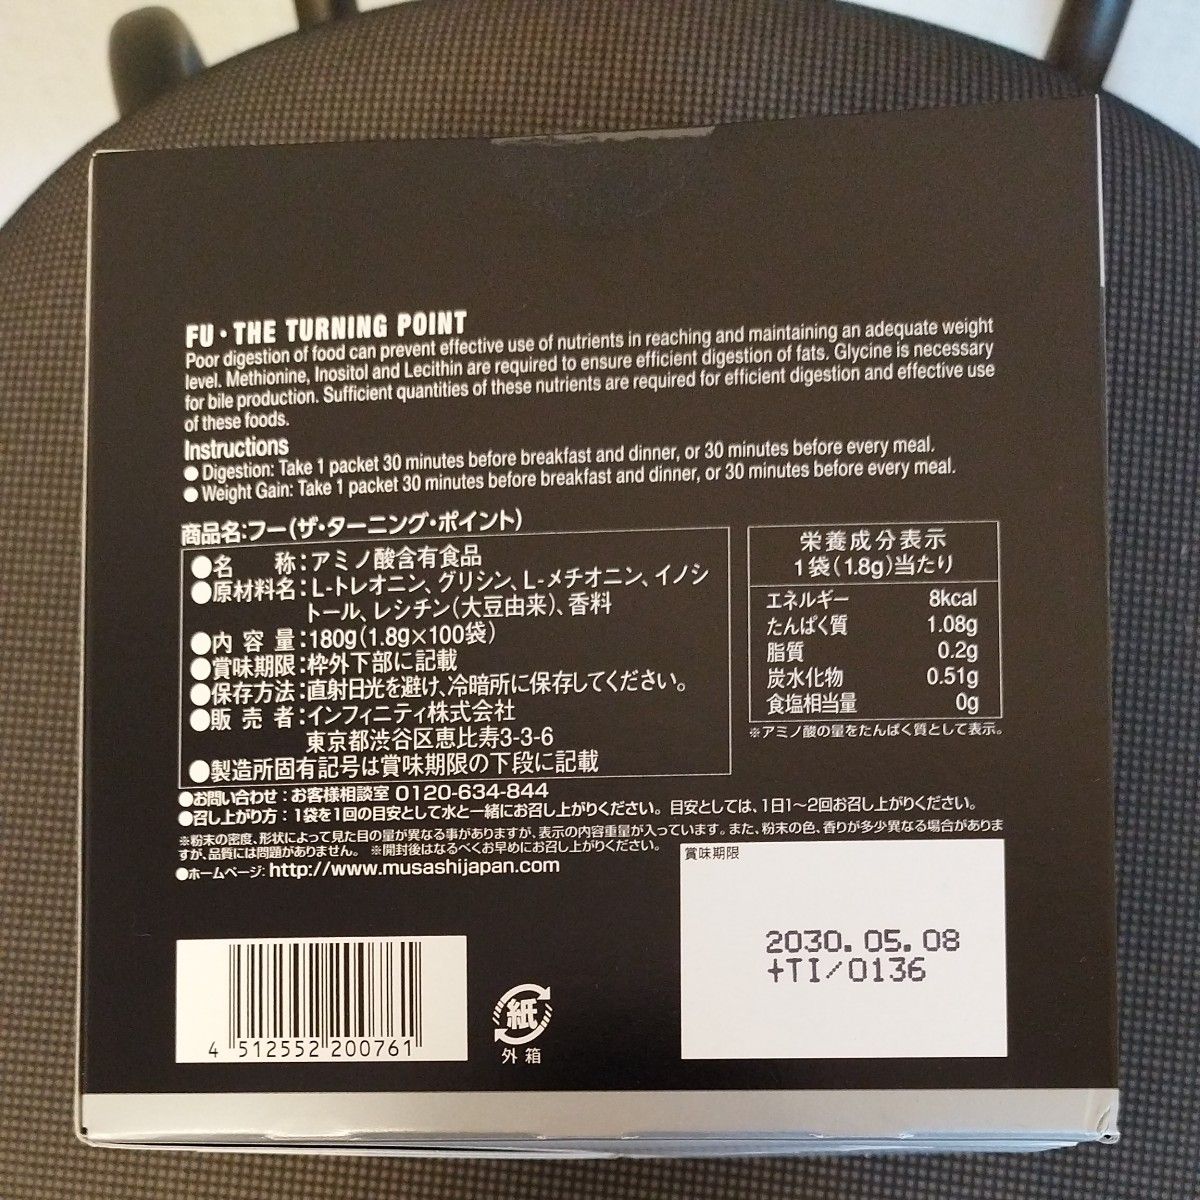 FU・THE TURNING POINT
Poor digestion of food can prevent effective use of nutrients in reaching and maintaining an adequate weight
level. Methionine, Inositol and Lecithin are required to ensure efficient digestion of fats. Glycine is necessary
for bile production. Sufficient quantities of these nutrients are required for efficient digestion and effective use
of these foods.
Instructions
●Digestion: Take 1 packet 30 minutes before breakfast and dinner, or 30 minutes before every meal.
●Weight Gain: Take 1 packet 30 minutes before breakfast and dinner, or 30 minutes before every meal.
商品名:フー(ザ・ターニング・ポイント)
●名 称:アミノ酸含有食品
●原材料名:L-トレオニン、グリシン、L-メチオニン、イノシ
トール、レシチン(大豆由来)、香料
●内容量:180g(1.8g×100袋)
●賞味期限:枠外下部に記載
●保存方法:直射日光を避け、冷暗所に保存してください。
●販売者:インフィニティ株式会社
東京都渋谷区恵比寿3-3-6
●製造所固有記号は賞味期限の下段に記載
栄養成分表示
1袋(1.8g)当たり
エネルギー 8kcal
たんぱく質 1.08g
脂質 0.2g
炭水化物 0.51g
食塩相当量 0g
※アミノ酸の量をたんぱく質として表示。
●お問い合わせ:お客様相談室 0120-634-844
●召し上がり方:1袋を1回の目安として水と一緒にお召し上がりください。目安としては、1日1～2回お召し上がりください。
※粉末の密度、形状によって見た目の量が異なる事がありますが、表示の内容重量が入っています。また、粉末の色、香りが多少異なる場合がありま
すが、品質には問題がありません。 ※開封後はなるべくお早めにお召し上がりください。
●ホームページ: http://www.musashijapan.com
賞味期限
2030.05.08
+TI/0136
4 512552 200761
紙
外箱